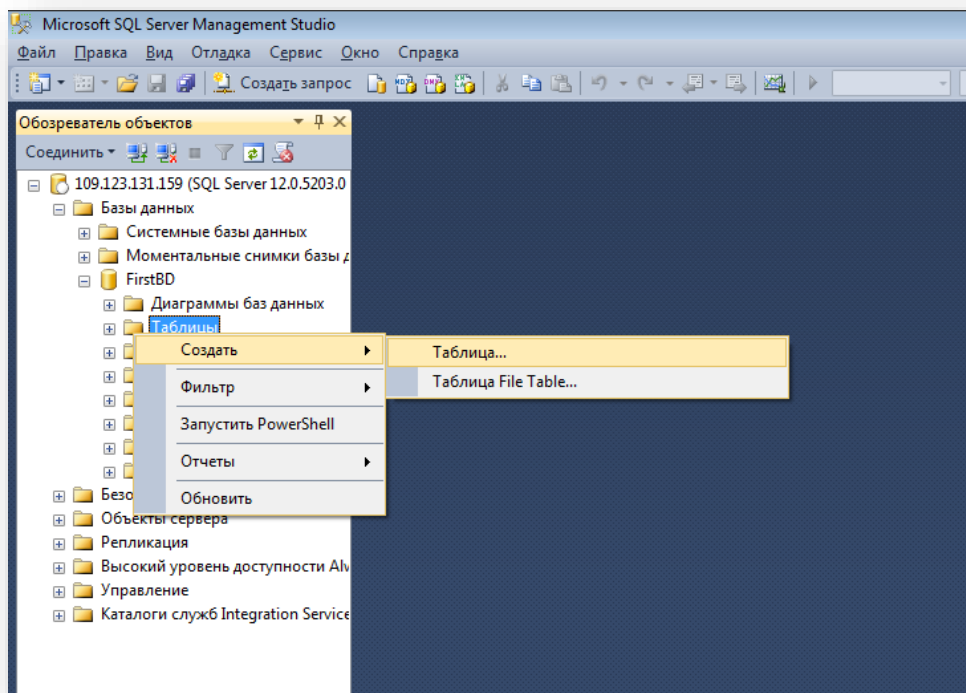 Microsoft SQL Server Management Studio
Файл Правка Вид Отладка Сервис Окно Справка
Создать запрос
Обозреватель объектов
Соединить
109.123.131.159 (SQL Server 12.0.5203.0
Базы данных
Системные базы данных
Моментальные снимки базы д
FirstBD
Диаграммы баз данных
Таблицы
Создать
Таблица...
Таблица File Table...
Фильтр
Запустить PowerShell
Отчеты
Обновить
Безо
Объекты сервера
Репликация
Высокий уровень доступности Alw
Управление
Каталоги служб Integration Service